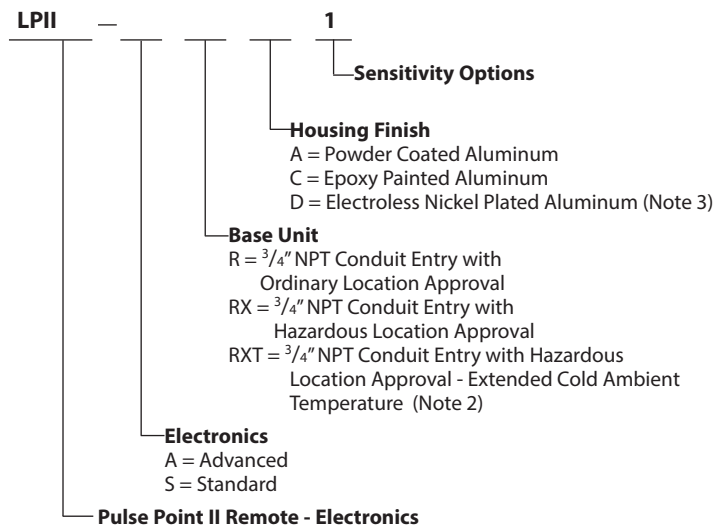 LPII — 1
Sensitivity Options
Housing Finish
A = Powder Coated Aluminum
C = Epoxy Painted Aluminum
D = Electroless Nickel Plated Aluminum (Note 3)
Base Unit
R = 3/4″ NPT Conduit Entry with
Ordinary Location Approval
RX = 3/4″ NPT Conduit Entry with
Hazardous Location Approval
RXT = 3/4″ NPT Conduit Entry with Hazardous
Location Approval - Extended Cold Ambient
Temperature (Note 2)
Electronics
A = Advanced
S = Standard
Pulse Point II Remote - Electronics